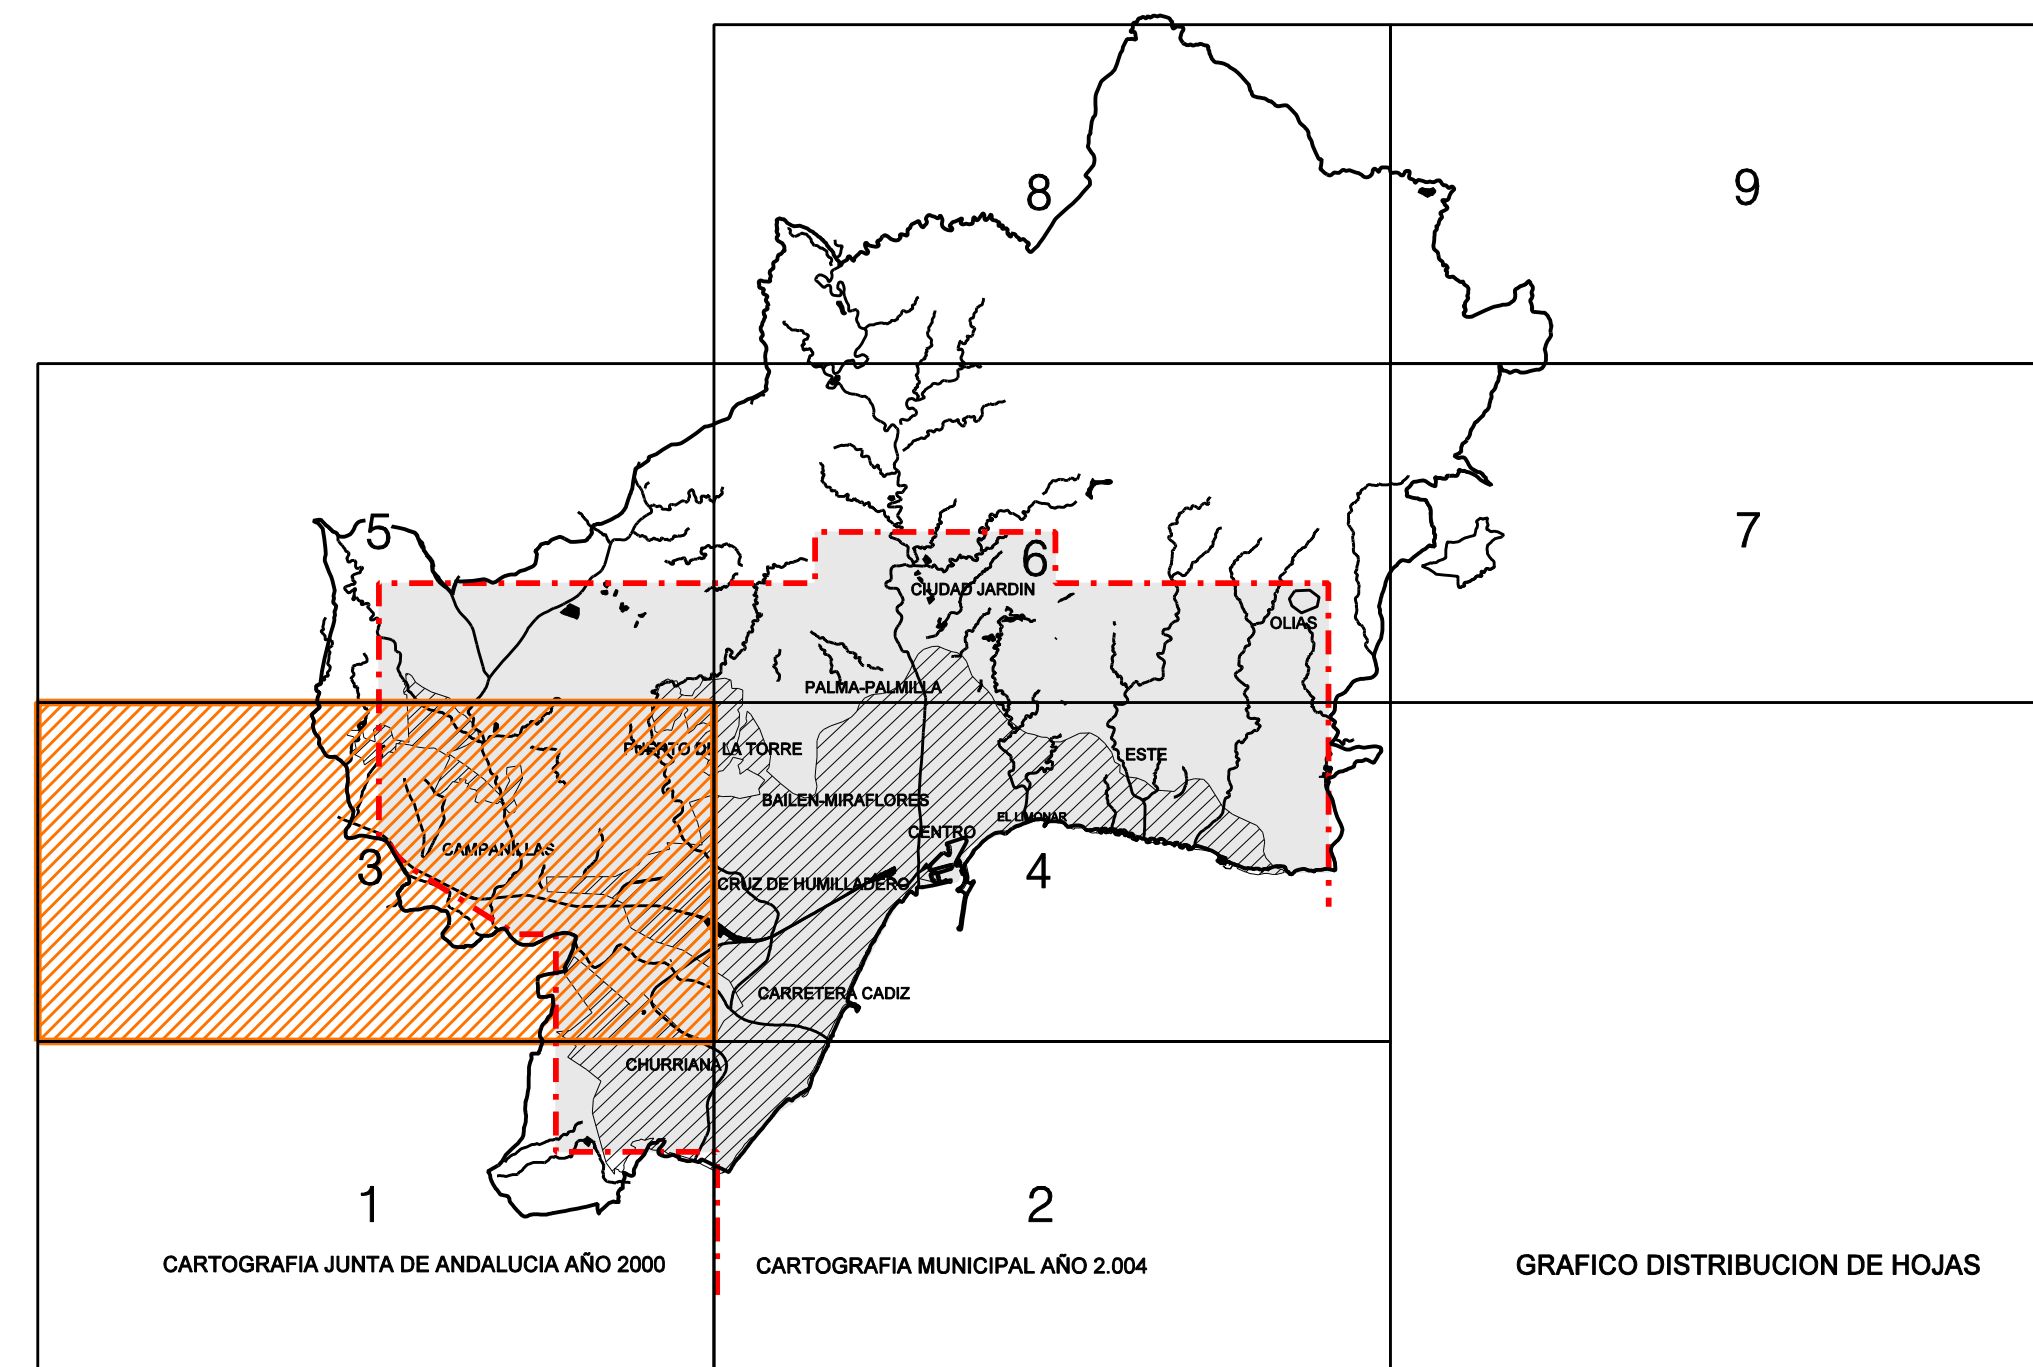 8
9
5
6
7
CIUDAD JARDIN
OLIAS
PALMA-PALMILLA
PUERTO DE LA TORRE
ESTE
BAILEN-MIRAFLORES
EL LIMONAR
CENTRO
CAMPANILLAS
3
4
CRUZ DE HUMILLADERO
CARRETERA CADIZ
CHURRIANA
1
2
CARTOGRAFIA JUNTA DE ANDALUCIA AÑO 2000
CARTOGRAFIA MUNICIPAL AÑO 2.004
GRAFICO DISTRIBUCION DE HOJAS